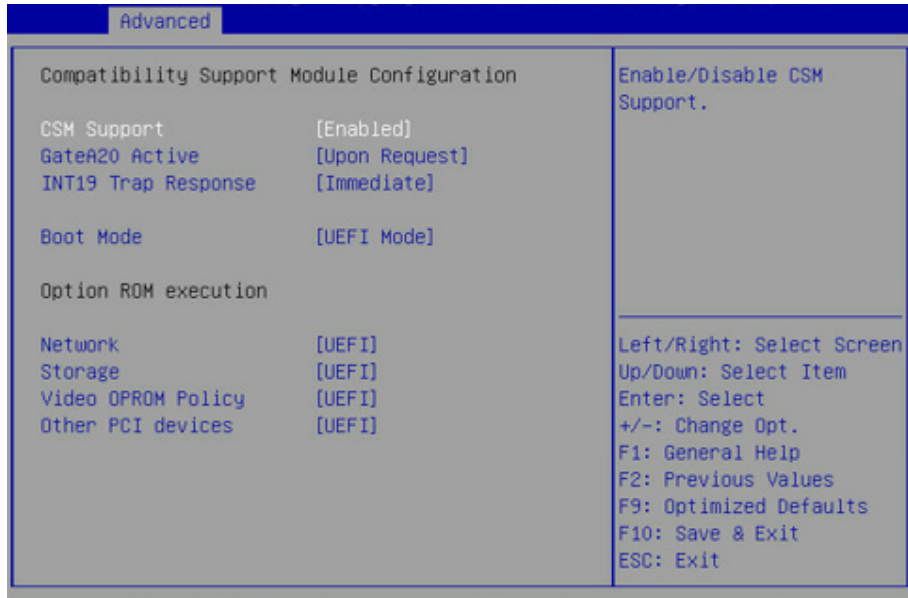 Advanced
Compatibility Support Module Configuration
CSM Support [Enabled]
GateA20 Active [Upon Request]
INT19 Trap Response [Immediate]
Boot Mode [UEFI Mode]
Option ROM execution
Network [UEFI]
Storage [UEFI]
Video OPROM Policy [UEFI]
Other PCI devices [UEFI]
Enable/Disable CSM
Support.
Left/Right: Select Screen
Up/Down: Select Item
Enter: Select
+/-: Change Opt.
F1: General Help
F2: Previous Values
F9: Optimized Defaults
F10: Save & Exit
ESC: Exit